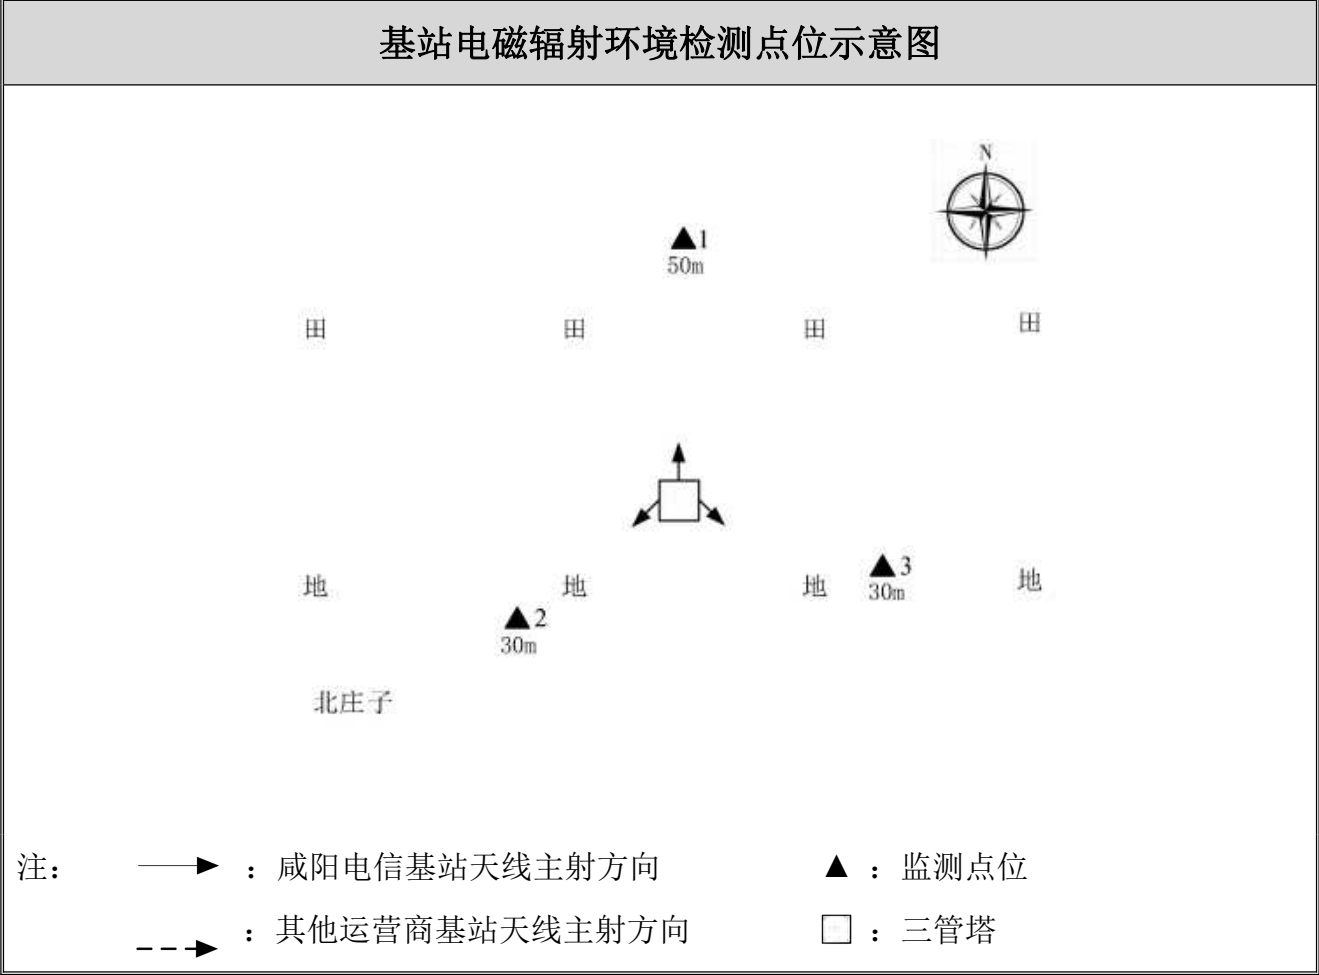 基站电磁辐射环境检测点位示意图
N
▲1
50m
田 田 田 田
地 地 地 ▲3 地
30m
▲2
30m
北庄子
注： ：咸阳电信基站天线主射方向 ▲ ：监测点位
：其他运营商基站天线主射方向 □ ：三管塔